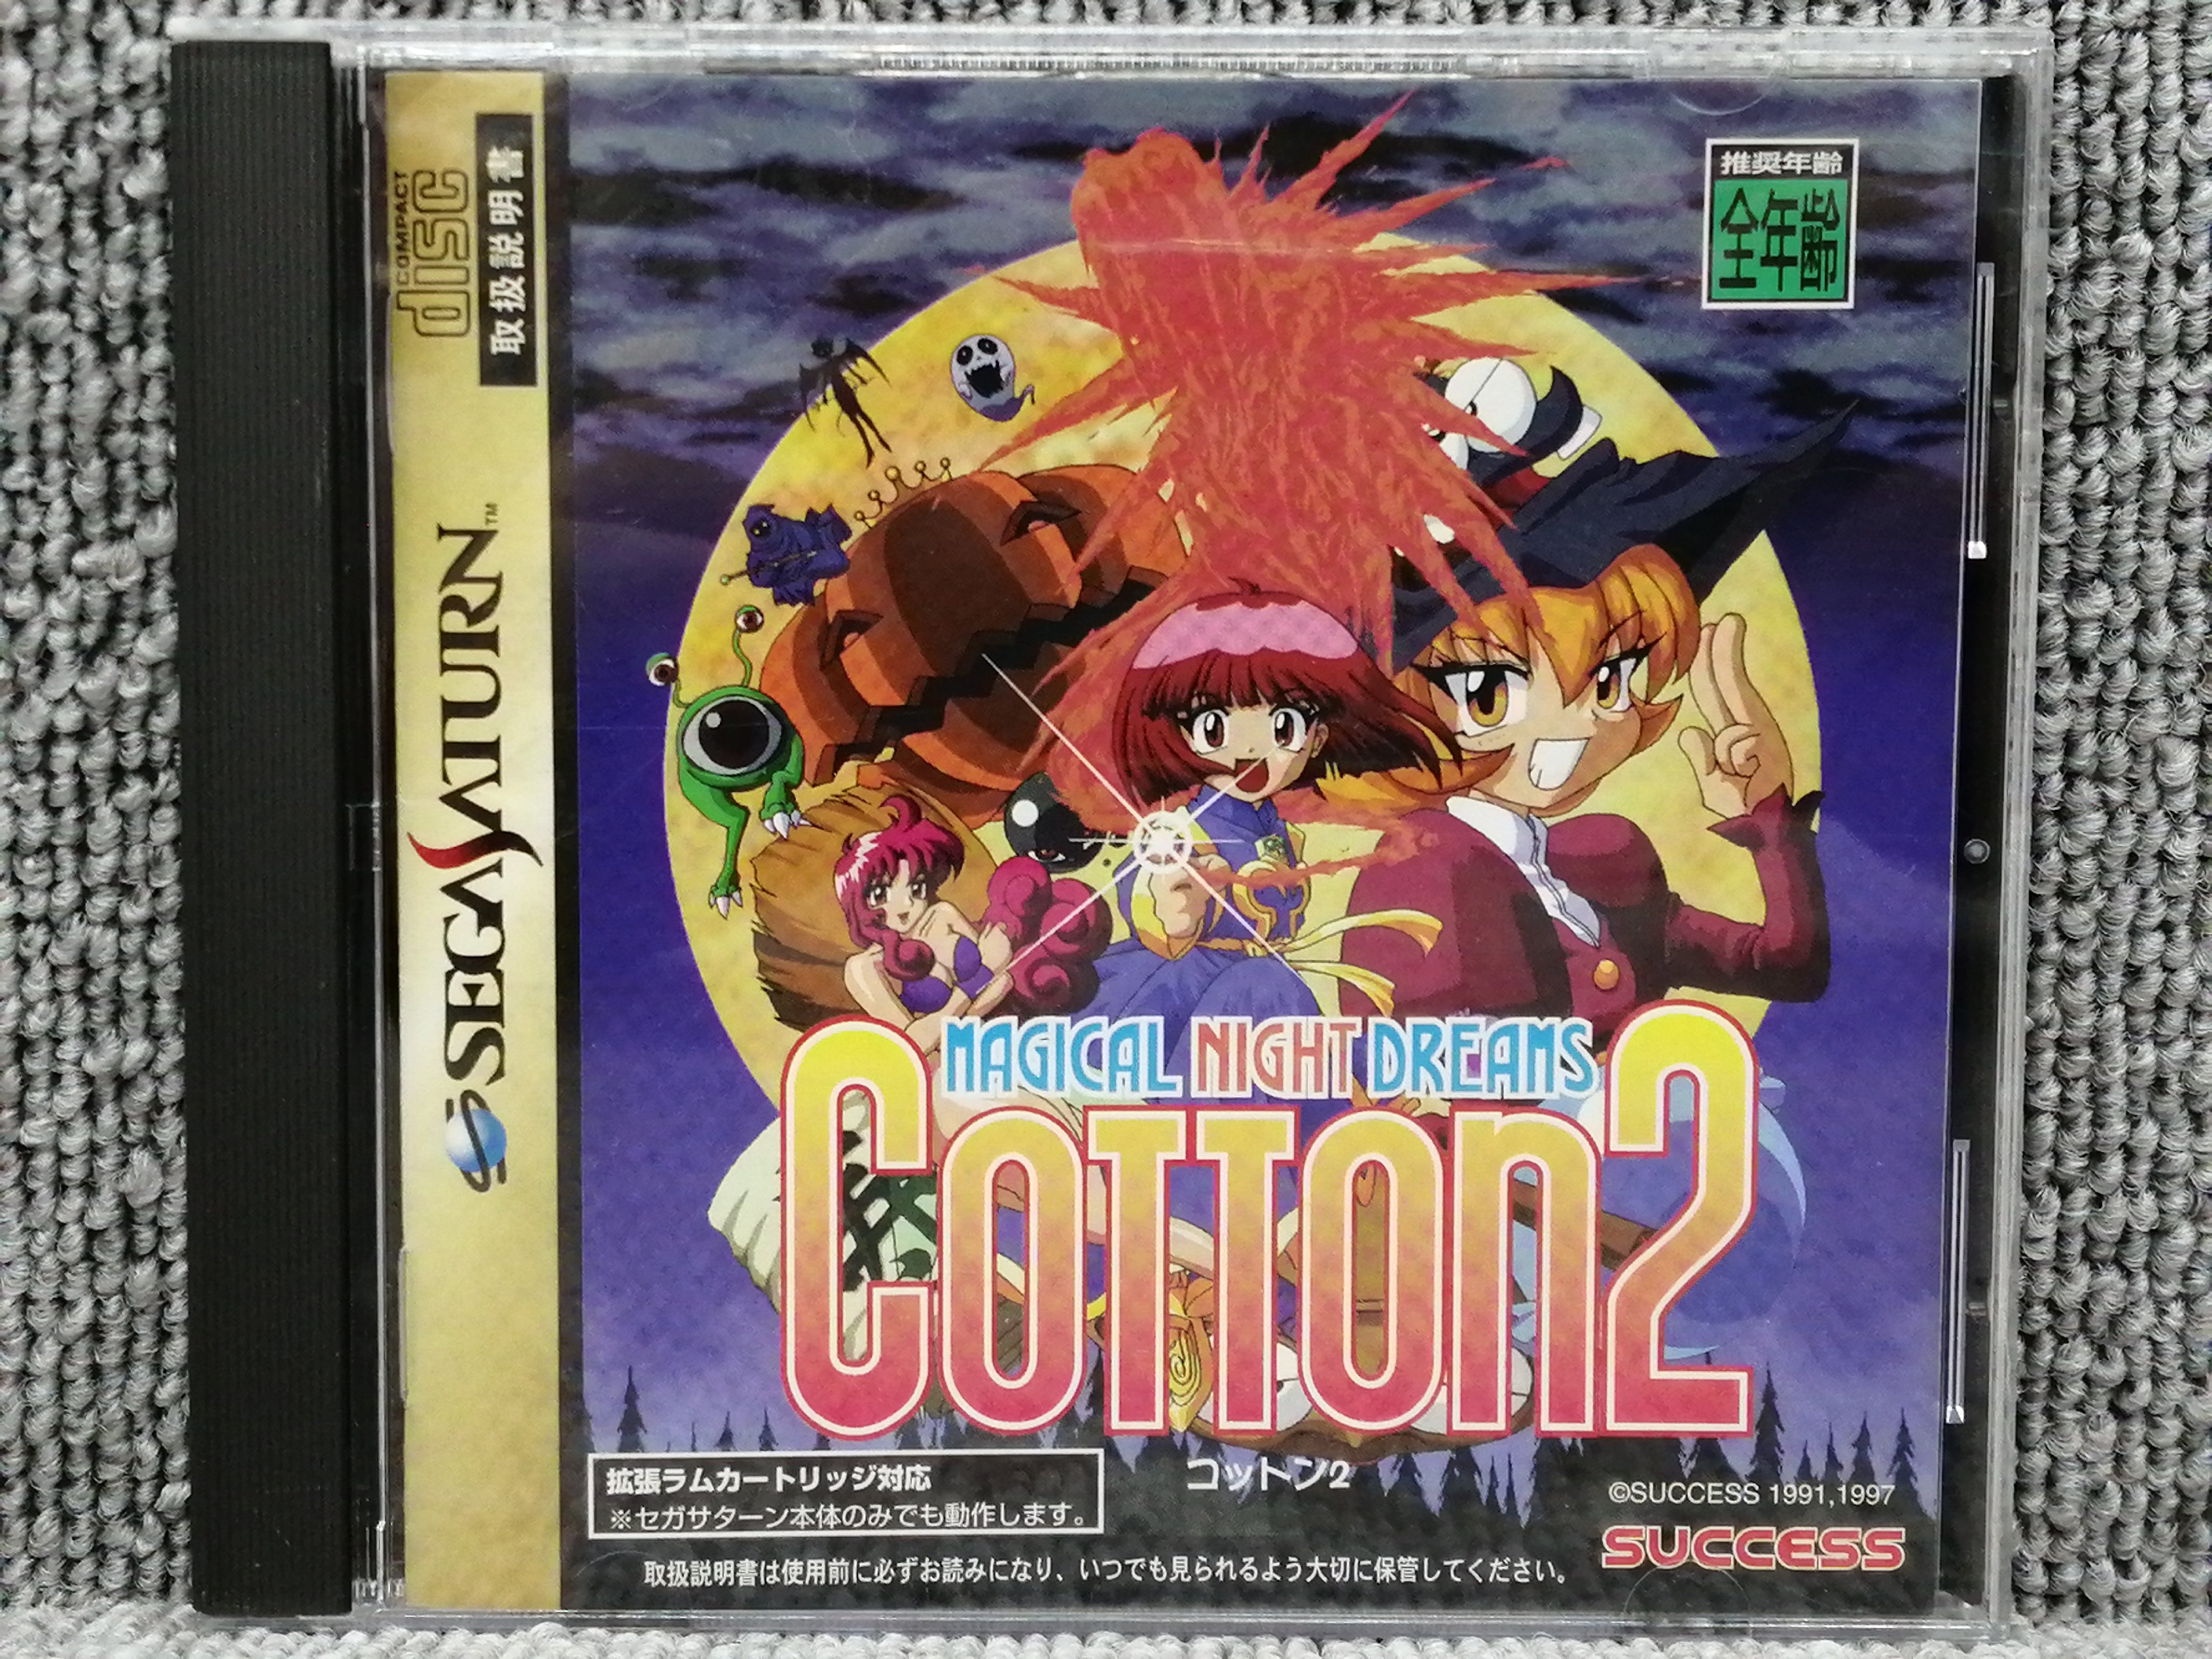 COMPACT
disc
取扱説明書
SEGA SATURN™
推奨年齢
全年齢
MAGICAL NIGHT DREAMS
COTTON2
コットン2
拡張ラムカートリッジ対応
※セガサターン本体のみでも動作します。
©SUCCESS 1991,1997
SUCCESS
取扱説明書は使用前に必ずお読みになり、いつでも見られるよう大切に保管してください。